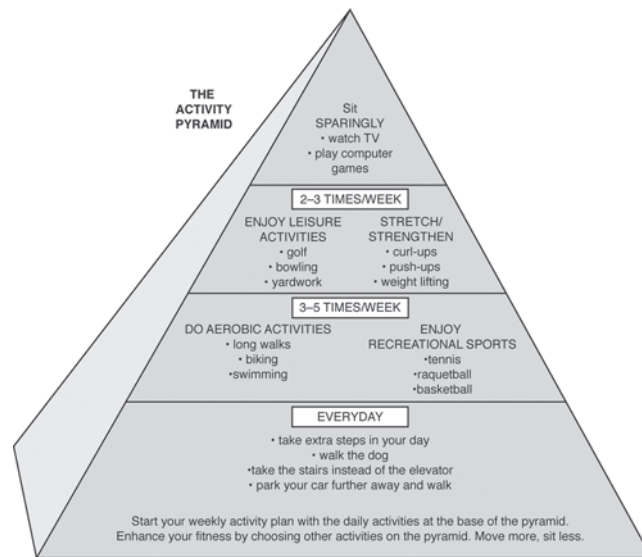 THE
ACTIVITY
PYRAMID
Sit
SPARINGLY
• watch TV
• play computer
games
2–3 TIMES/WEEK
ENJOY LEISURE
ACTIVITIES
• golf
• bowling
• yardwork
STRETCH/
STRENGTHEN
• curl-ups
• push-ups
• weight lifting
3–5 TIMES/WEEK
DO AEROBIC ACTIVITIES
• long walks
• biking
•swimming
ENJOY
RECREATIONAL SPORTS
•tennis
•raquetball
•basketball
EVERYDAY
• take extra steps in your day
• walk the dog
•take the stairs instead of the elevator
• park your car further away and walk
Start your weekly activity plan with the daily activities at the base of the pyramid.
Enhance your fitness by choosing other activities on the pyramid. Move more, sit less.